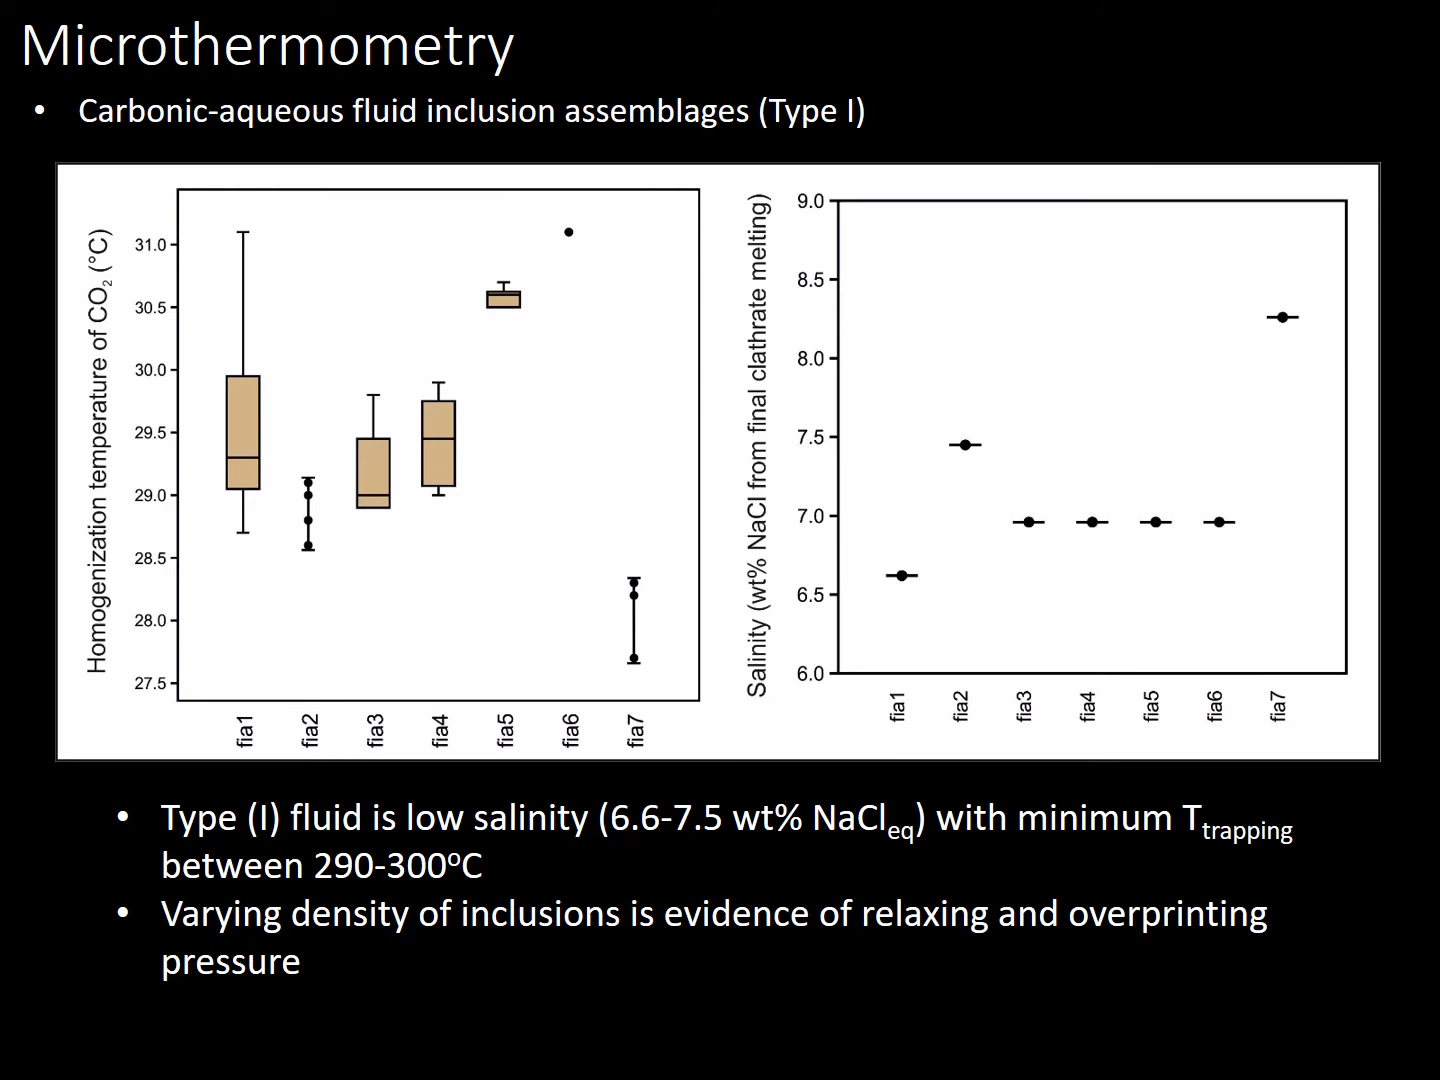 Microthermometry
• Carbonic-aqueous fluid inclusion assemblages (Type I)
Homogenization temperature of CO₂ (°C)
31.0
30.5
30.0
29.5
29.0
28.5
28.0
27.5
fia1
fia2
fia3
fia4
fia5
fia6
fia7
Salinity (wt% NaCl from final clathrate melting)
9.0
8.5
8.0
7.5
7.0
6.5
6.0
fia1
fia2
fia3
fia4
fia5
fia6
fia7
• Type (I) fluid is low salinity (6.6-7.5 wt% NaCleq) with minimum Ttrapping
between 290-300ºC
• Varying density of inclusions is evidence of relaxing and overprinting
pressure